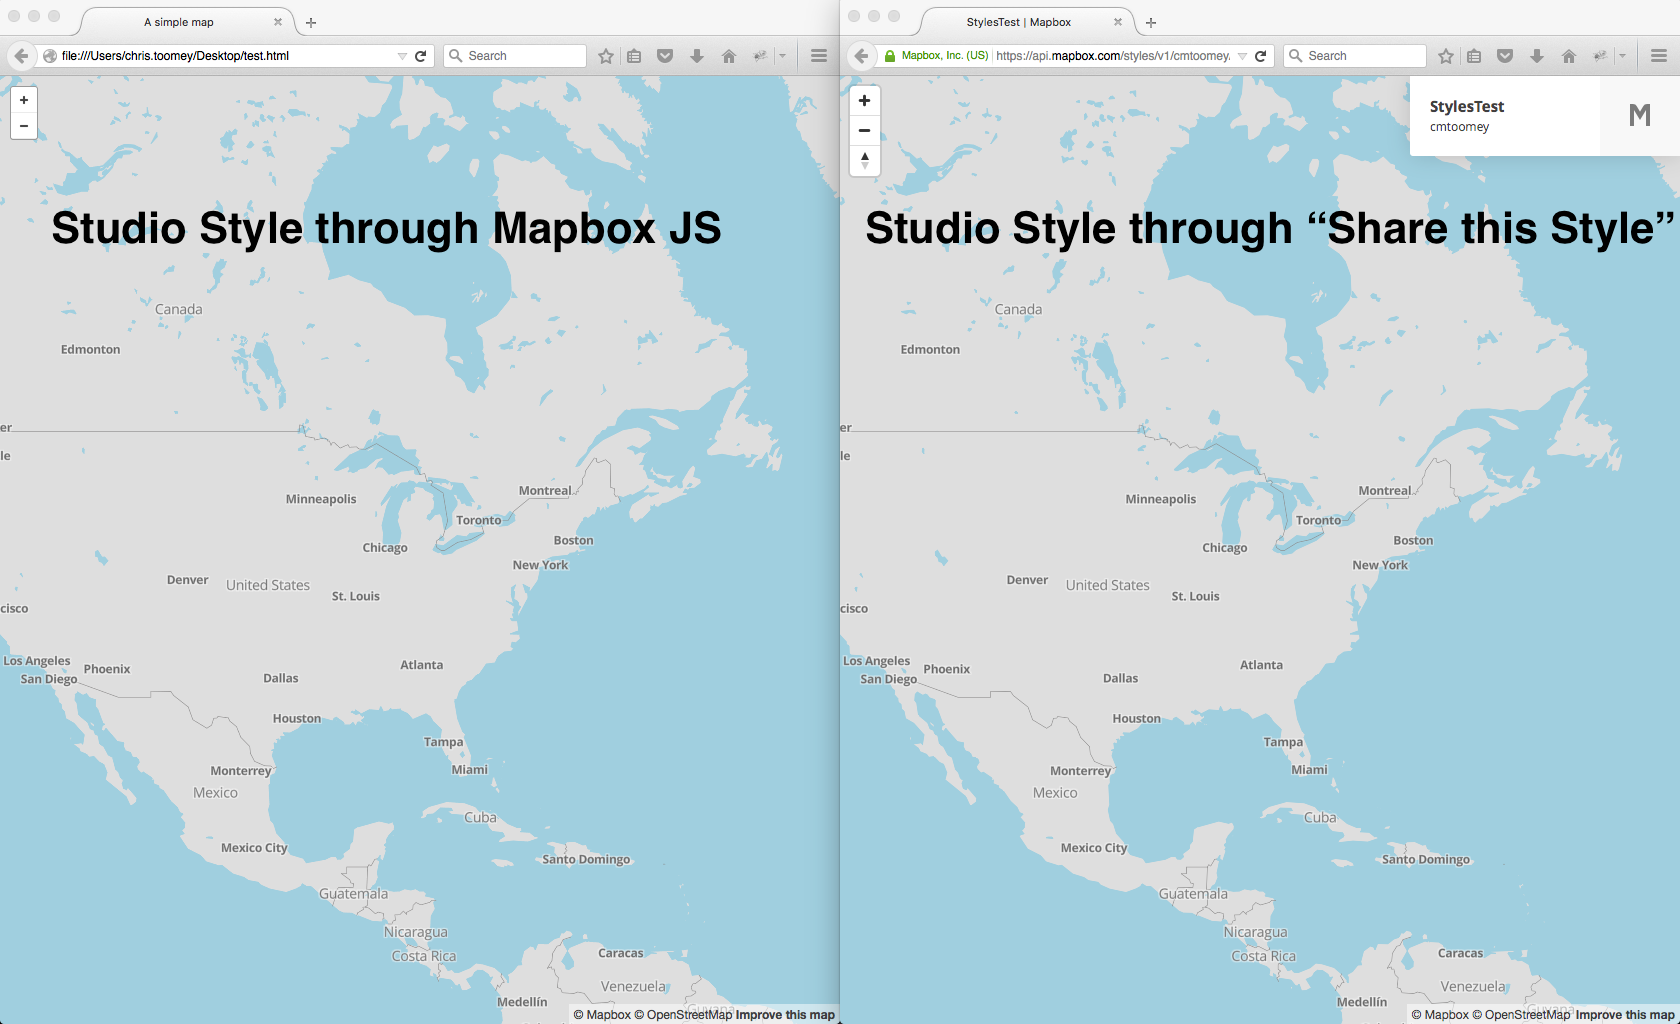 A simple map
file:///Users/chris.toomey/Desktop/test.html
Search
Studio Style through Mapbox JS
Canada
Edmonton
er
le
Minneapolis
Montreal
Toronto
Chicago
Boston
New York
Denver
United States
St. Louis
cisco
Los Angeles
Phoenix
San Diego
Atlanta
Dallas
Houston
Tampa
Miami
Monterrey
Mexico
Cuba
Mexico City
Santo Domingo
Guatemala
Nicaragua
Costa Rica
Caracas
Venezuela
Medellín
Guyana
© Mapbox © OpenStreetMap Improve this map
StylesTest | Mapbox
Mapbox, Inc. (US) https://api.mapbox.com/styles/v1/cmtoomey.
Search
StylesTest
cmtoomey
M
Studio Style through “Share this Style”
Canada
Edmonton
er
le
Minneapolis
Montreal
Toronto
Chicago
Boston
New York
Denver
United States
St. Louis
cisco
Los Angeles
Phoenix
San Diego
Atlanta
Dallas
Houston
Tampa
Miami
Monterrey
Mexico
Cuba
Mexico City
Santo Domingo
Guatemala
Nicaragua
Costa Rica
Caracas
Venezuela
Medellín
Guyana
© Mapbox © OpenStreetMap Improve this map